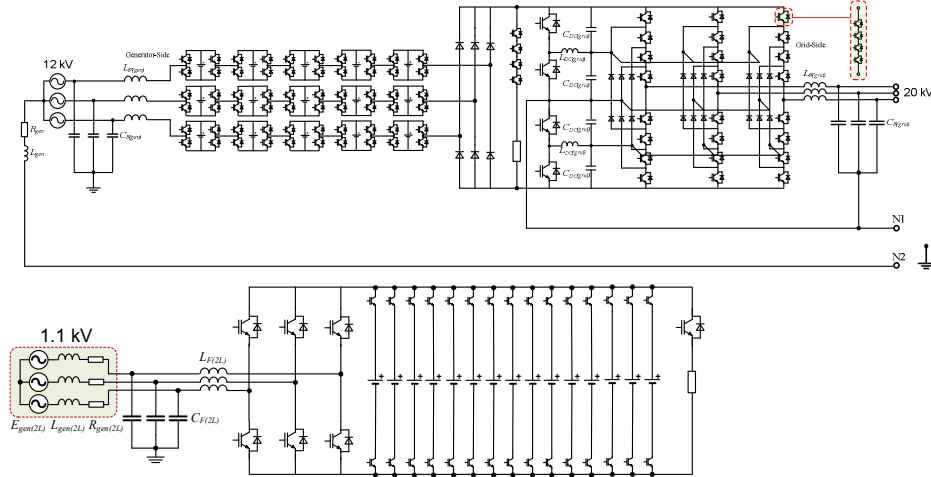 Generator-Side
12 kV
L_F(gen)
R_gen
L_gen
C_F(gen)
C_DC(grid)
L_DC(grid)
C_DC(grid)
C_DC(grid)
L_DC(grid)
C_DC(grid)
Grid-Side
L_F(grid)
20 kV
C_F(grid)
N1
N2
1.1 kV
L_F(2L)
C_F(2L)
E_gen(2L) L_gen(2L) R_gen(2L)
+ + + + + + + + + + + + + +